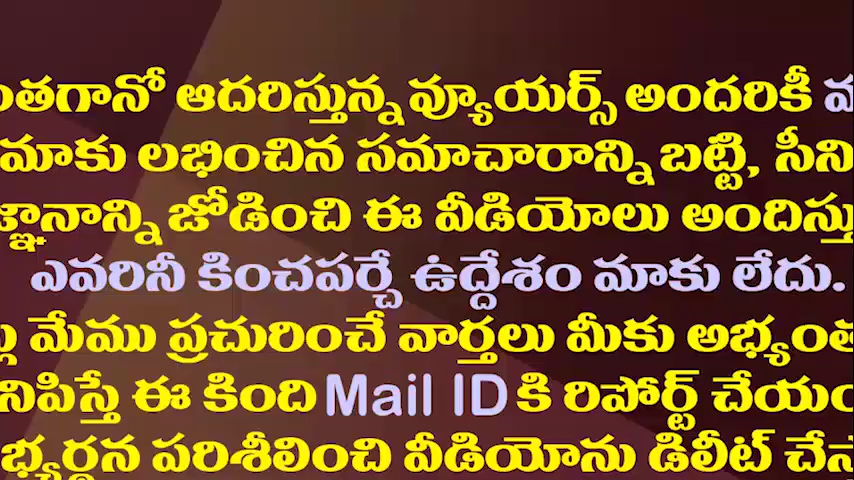 ంతగానో ఆదరిస్తున్న వ్యూయర్స్ అందరికీ
మాకు లభించిన సమాచారాన్ని బట్టి, సీని
జ్ఞానాన్ని జోడించి ఈ వీడియోలు అందిస్తు
ఎవరినీ కించపర్చే ఉద్దేశం మాకు లేదు.
మేము ప్రచురించే వార్తలు మీకు అభ్యంత
నిపిస్తే ఈ కింది Mail ID కి రిపోర్ట్ చేయం
భ్యర్థన పరిశీలించి వీడియోను డిలీట్ చేస